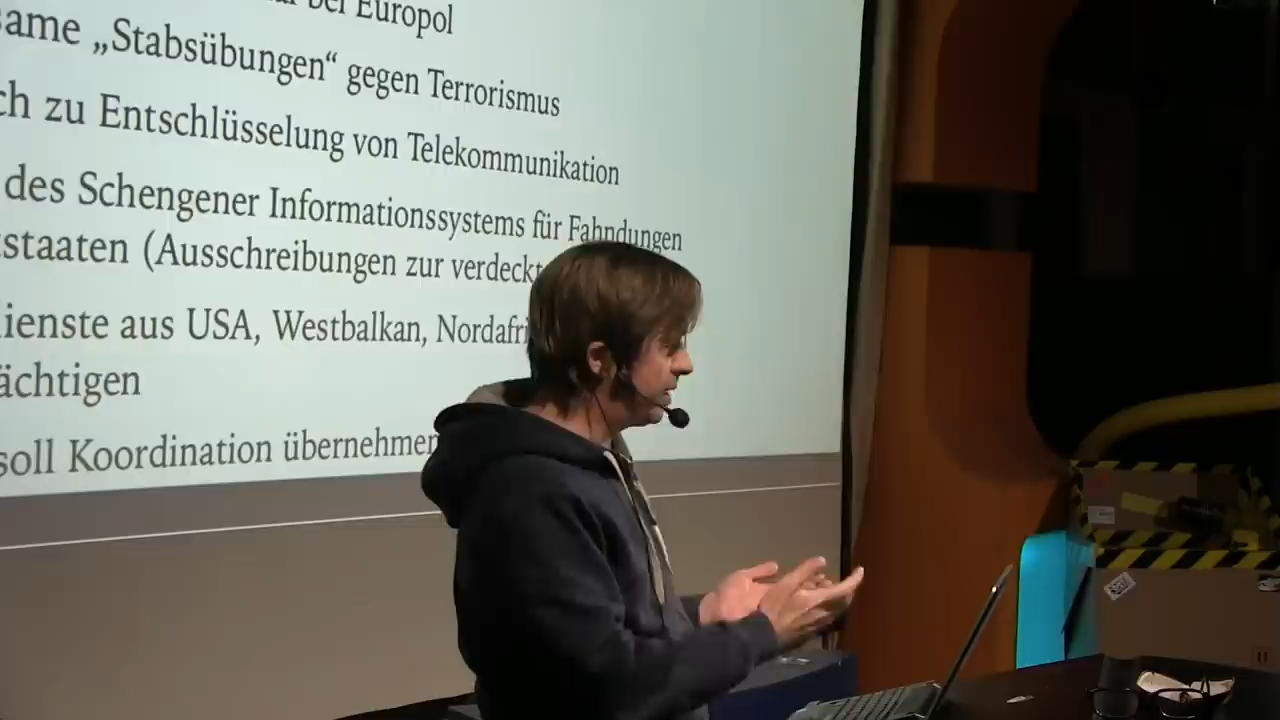 bei Europol
same „Stabsübungen“ gegen Terrorismus
ch zu Entschlüsselung von Telekommunikation
des Schengener Informationssystems für Fahndungen
tstaaten (Ausschreibungen zur verdeckt
ienste aus USA, Westbalkan, Nordafri
ächtigen
soll Koordination übernehmen